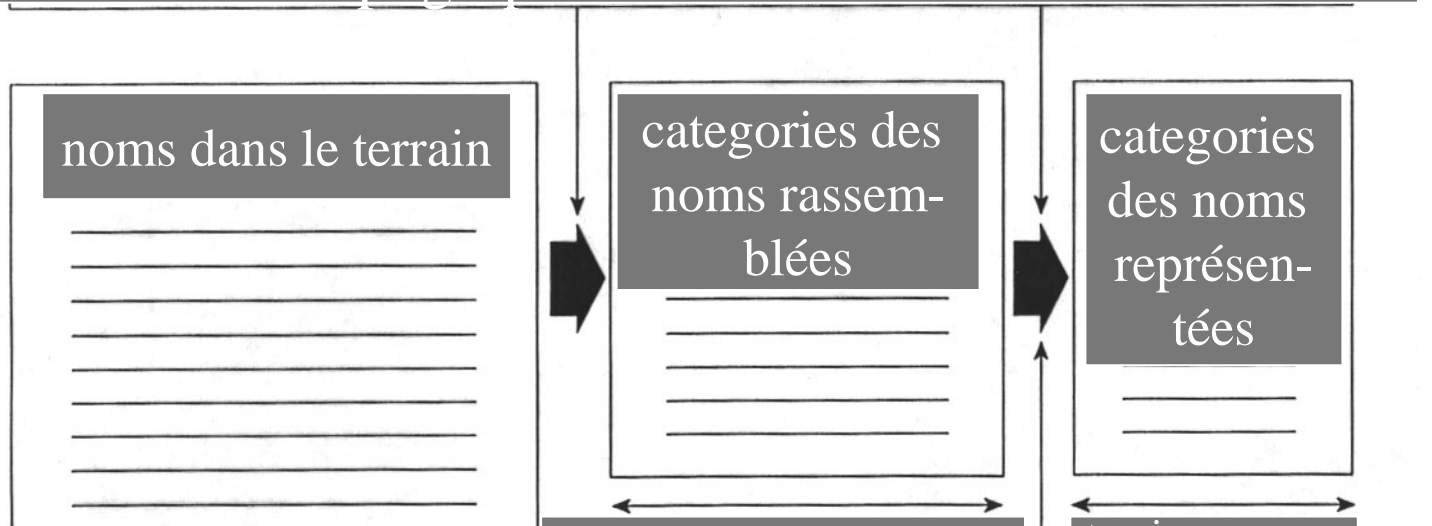 noms dans le terrain
categories des
noms rassem-
blées
categories
des noms
représen-
tées